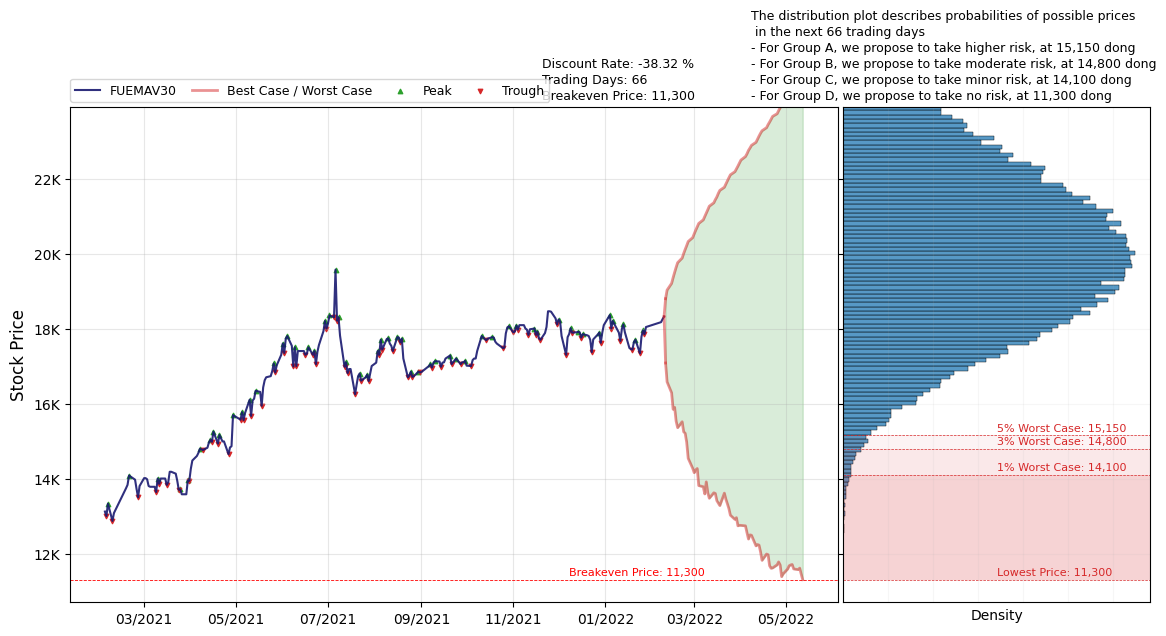 The distribution plot describes probabilities of possible prices
in the next 66 trading days
- For Group A, we propose to take higher risk, at 15,150 dong
- For Group B, we propose to take moderate risk, at 14,800 dong
- For Group C, we propose to take minor risk, at 14,100 dong
- For Group D, we propose to take no risk, at 11,300 dong
Discount Rate: -38.32 %
Trading Days: 66
Breakeven Price: 11,300
FUEMAV30
Best Case / Worst Case
Peak
Trough
Stock Price
22K
20K
18K
16K
14K
12K
Breakeven Price: 11,300
03/2021
05/2021
07/2021
09/2021
11/2021
01/2022
03/2022
05/2022
5% Worst Case: 15,150
3% Worst Case: 14,800
1% Worst Case: 14,100
Lowest Price: 11,300
Density